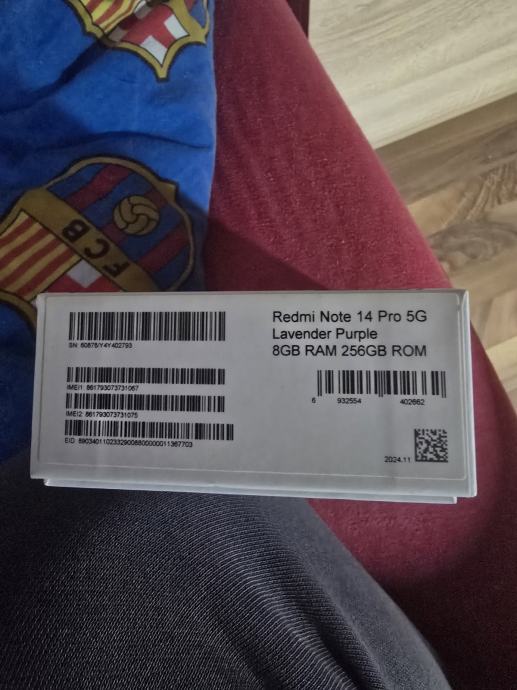 FCB
Redmi Note 14 Pro 5G
Lavender Purple
8GB RAM 256GB ROM
SN: 60876/Y4Y402793
IMEI1: 861793073731067
IMEI2: 861793073731075
EID: 89034011023329008800000011367703
6 932554 402662
2024.11